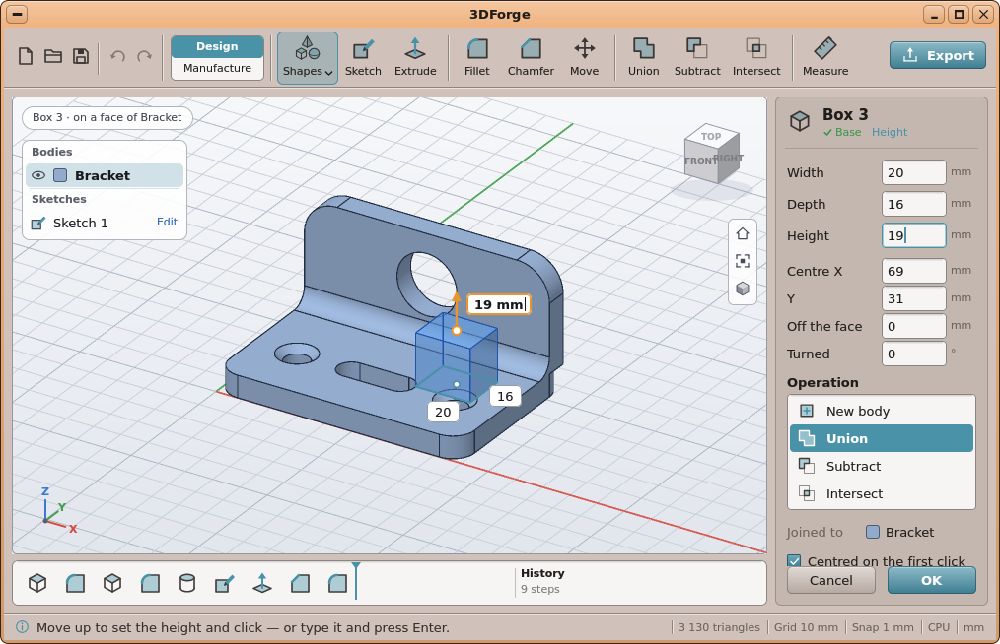 3DForge
Design
Manufacture
Shapes
Sketch
Extrude
Fillet
Chamfer
Move
Union
Subtract
Intersect
Measure
Export
Box 3 · on a face of Bracket
Bodies
Bracket
Sketches
Sketch 1
Edit
TOP
FRONT
RIGHT
19 mm
16
20
Z
Y
X
Box 3
Base
Height
Width
20
mm
Depth
16
mm
Height
19
mm
Centre X
69
mm
Y
31
mm
Off the face
0
mm
Turned
0
°
Operation
New body
Union
Subtract
Intersect
Joined to
Bracket
Centred on the first click
Cancel
OK
History
9 steps
Move up to set the height and click — or type it and press Enter.
3 130 triangles
Grid 10 mm
Snap 1 mm
CPU
mm